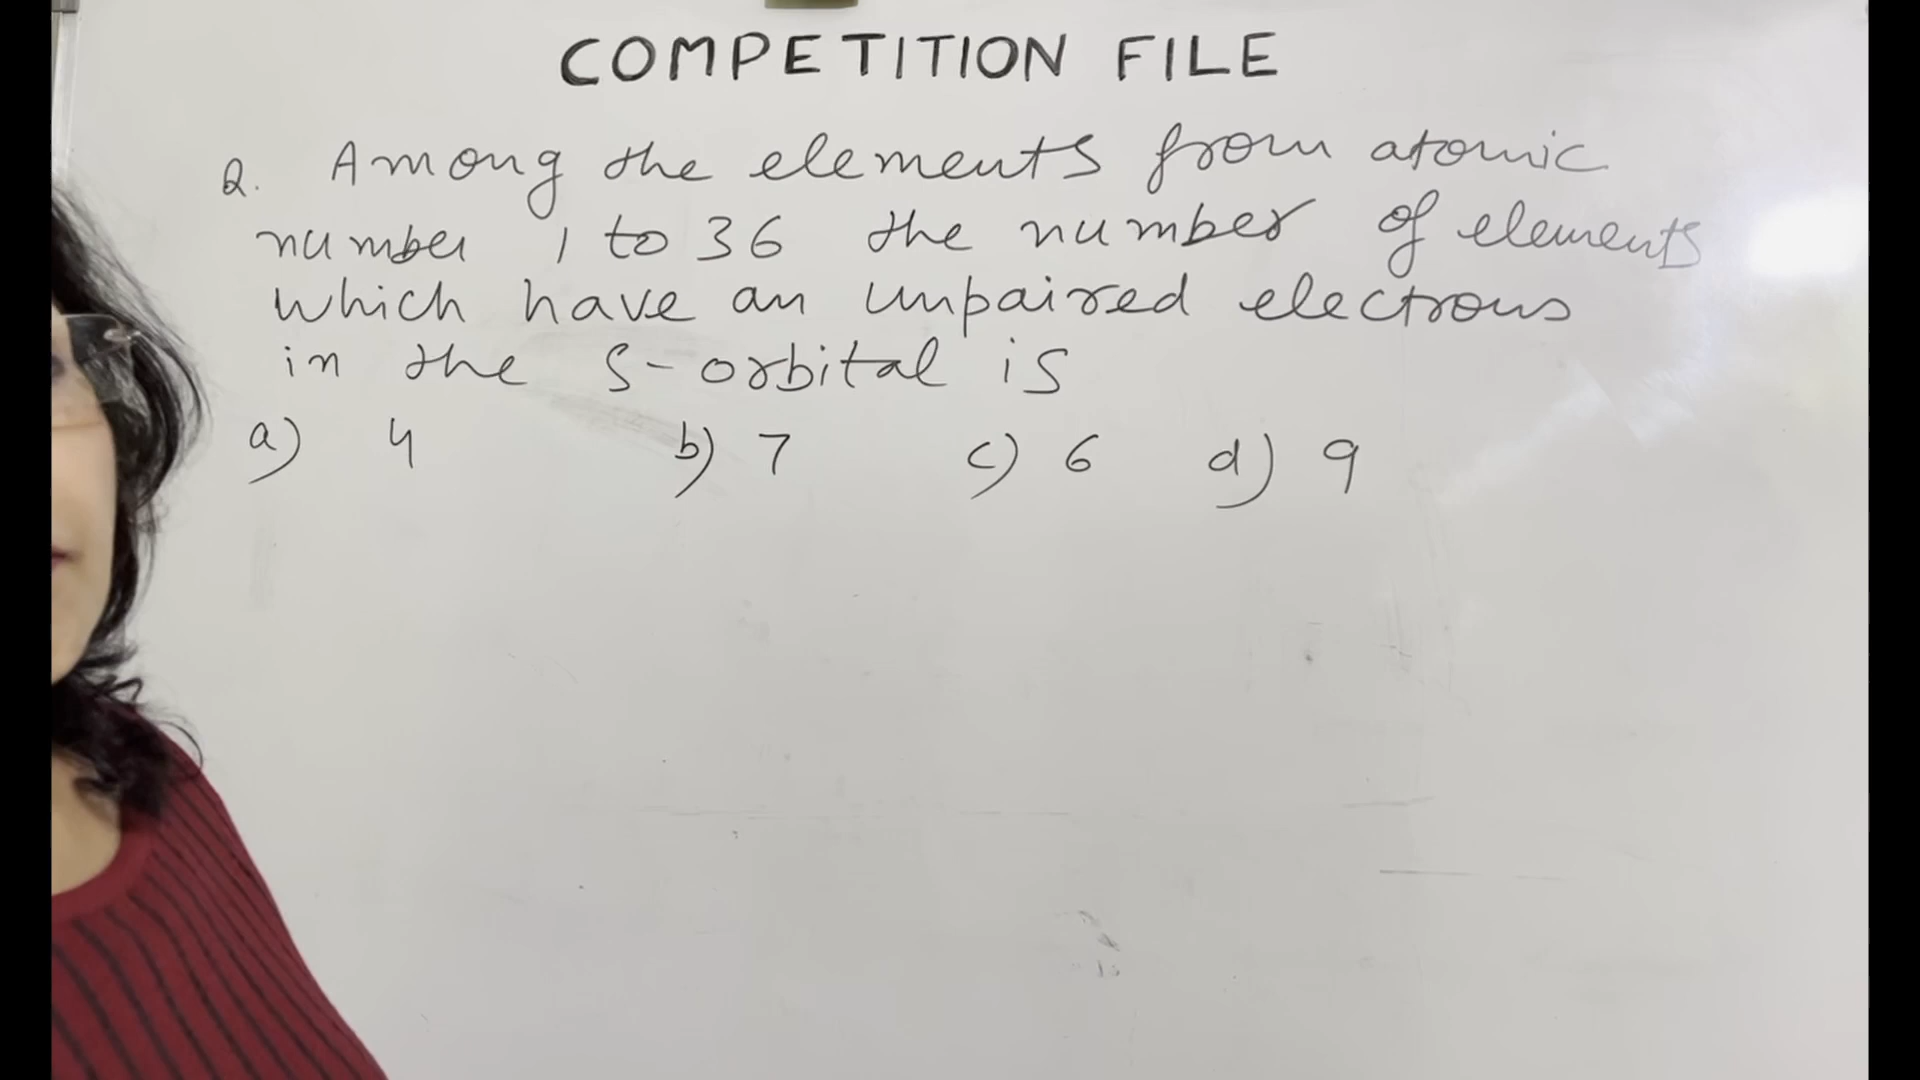 COMPETITION FILE
Q. Among the elements from atomic
number 1 to 36 the number of elements
which have an unpaired electrons
in the s-orbital is
a) 4 b) 7 c) 6 d) 9